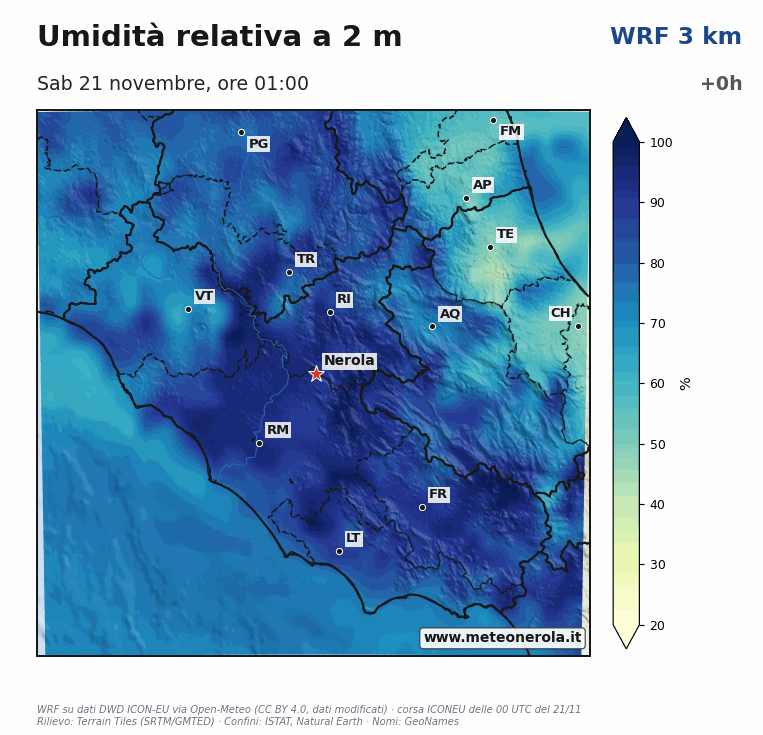 Umidità relativa a 2 m
WRF 3 km
Sab 21 novembre, ore 01:00
+0h
FM
PG
AP
TE
TR
VT
RI
AQ
CH
Nerola
RM
FR
LT
www.meteonerola.it
100
90
80
70
60
50
40
30
20
%
WRF su dati DWD ICON-EU via Open-Meteo (CC BY 4.0, dati modificati) · corsa ICONEU delle 00 UTC del 21/11
Rilievo: Terrain Tiles (SRTM/GMTED) · Confini: ISTAT, Natural Earth · Nomi: GeoNames